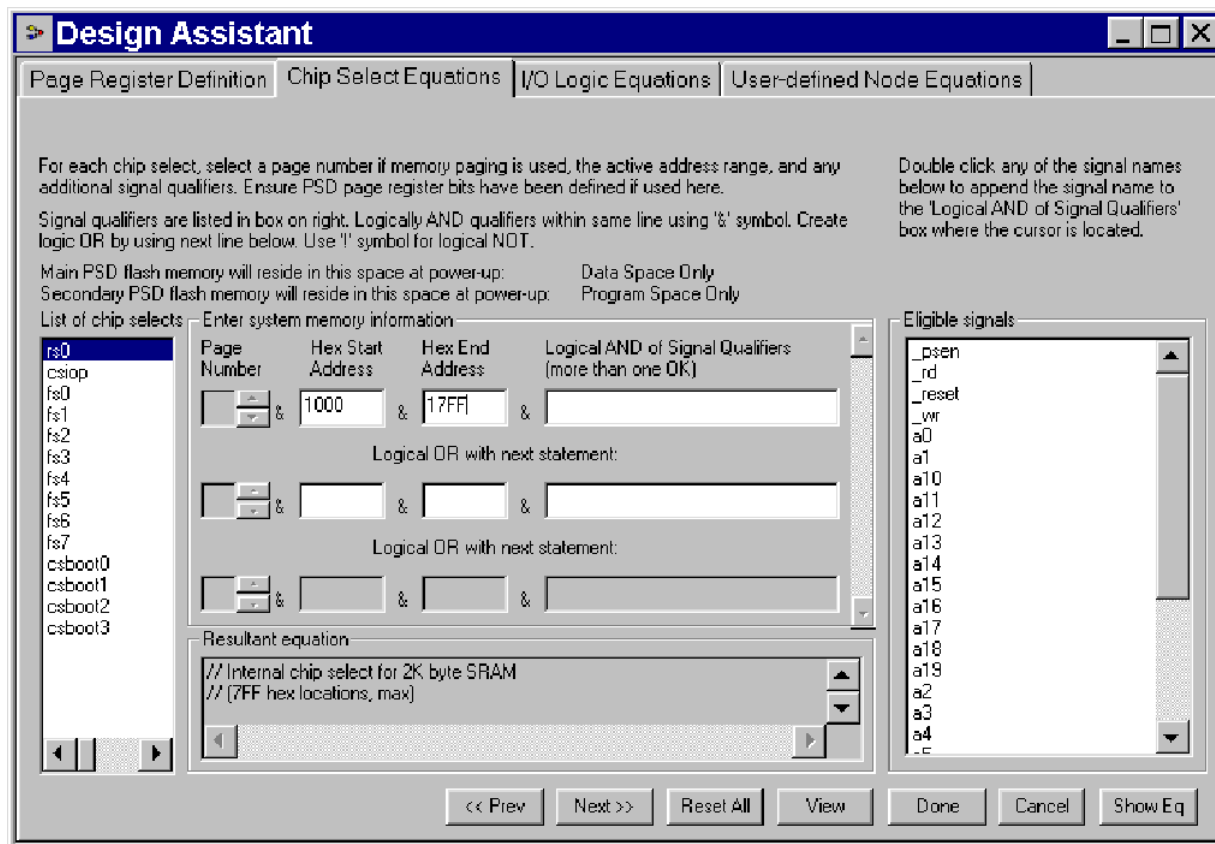 Design Assistant
Page Register Definition Chip Select Equations I/O Logic Equations User-defined Node Equations
For each chip select, select a page number if memory paging is used, the active address range, and any
additional signal qualifiers. Ensure PSD page register bits have been defined if used here.
Signal qualifiers are listed in box on right. Logically AND qualifiers within same line using '&' symbol. Create
logic OR by using next line below. Use '!' symbol for logical NOT.
Double click any of the signal names
below to append the signal name to
the 'Logical AND of Signal Qualifiers'
box where the cursor is located.
Main PSD flash memory will reside in this space at power-up: Data Space Only
Secondary PSD flash memory will reside in this space at power-up: Program Space Only
List of chip selects
rs0
csiop
fs0
fs1
fs2
fs3
fs4
fs5
fs6
fs7
csboot0
csboot1
csboot2
csboot3
Enter system memory information
Page Number Hex Start Address Hex End Address Logical AND of Signal Qualifiers (more than one OK)
& 1000 & 17FF &
Logical OR with next statement:
& & &
Logical OR with next statement:
& & &
Resultant equation
// Internal chip select for 2K byte SRAM
// (7FF hex locations, max)
Eligible signals
_psen
_rd
_reset
_wr
a0
a1
a10
a11
a12
a13
a14
a15
a16
a17
a18
a19
a2
a3
a4
<< Prev Next >> Reset All View Done Cancel Show Eq